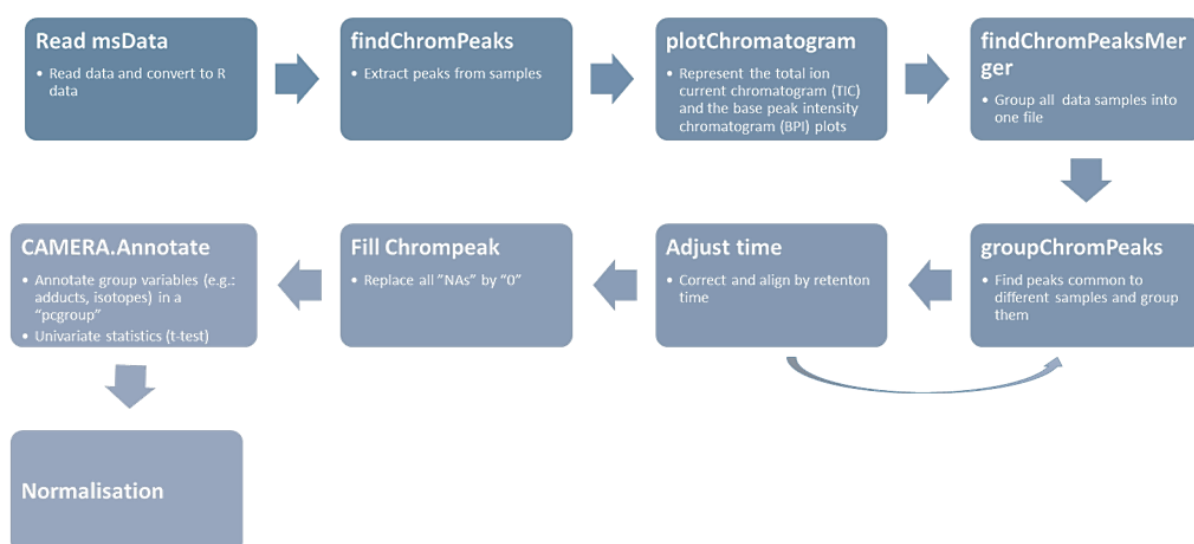 Read msData
• Read data and convert to R
data
findChromPeaks
• Extract peaks from samples
plotChromatogram
• Represent the total ion
current chromatogram (TIC)
and the base peak intensity
chromatogram (BPI) plots
findChromPeaksMer
ger
• Group all data samples into
one file
groupChromPeaks
• Find peaks common to
different samples and group
them
Adjust time
• Correct and align by retenton
time
Fill Chrompeak
• Replace all "NAs" by "0"
CAMERA.Annotate
• Annotate group variables (e.g.:
adducts, isotopes) in a
"pcgroup"
• Univariate statistics (t-test)
Normalisation